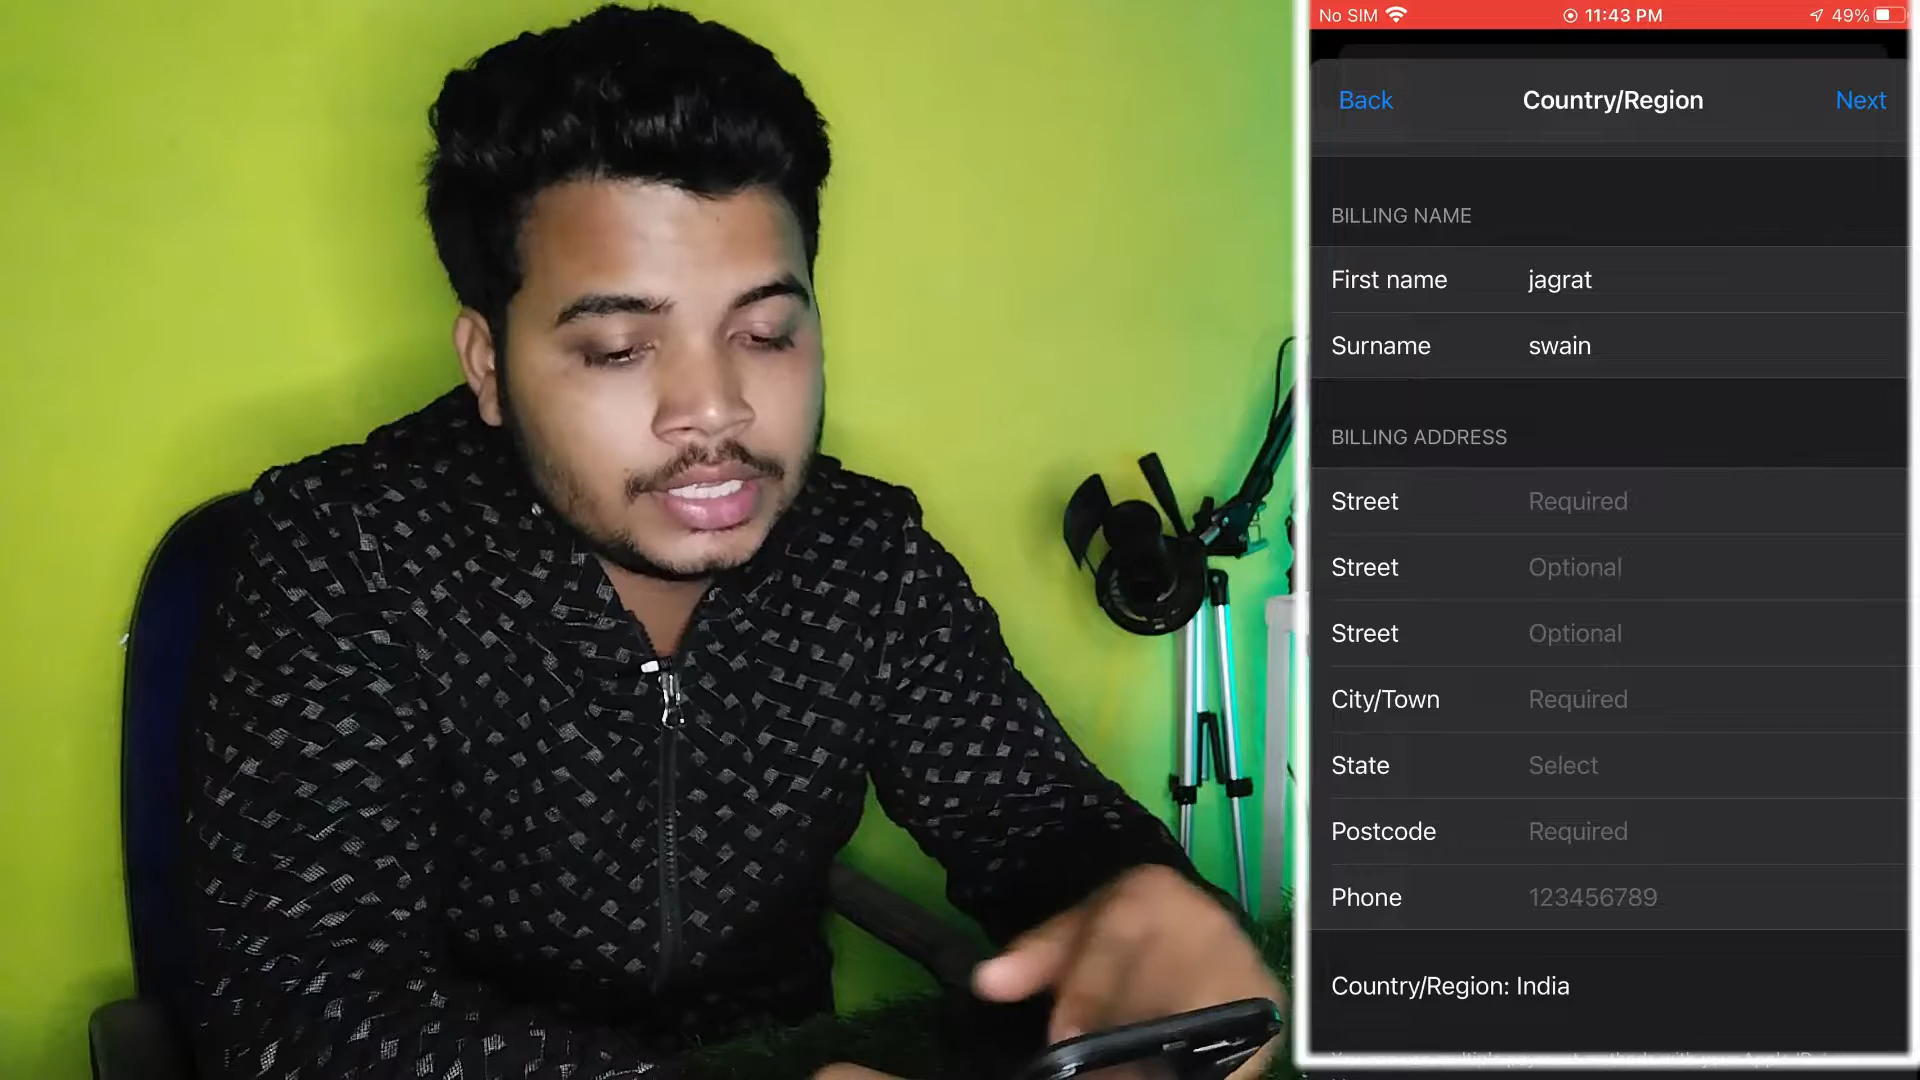 No SIM 11:43 PM 49%
Back Country/Region Next
BILLING NAME
First name jagrat
Surname swain
BILLING ADDRESS
Street Required
Street Optional
Street Optional
City/Town Required
State Select
Postcode Required
Phone 123456789
Country/Region: India